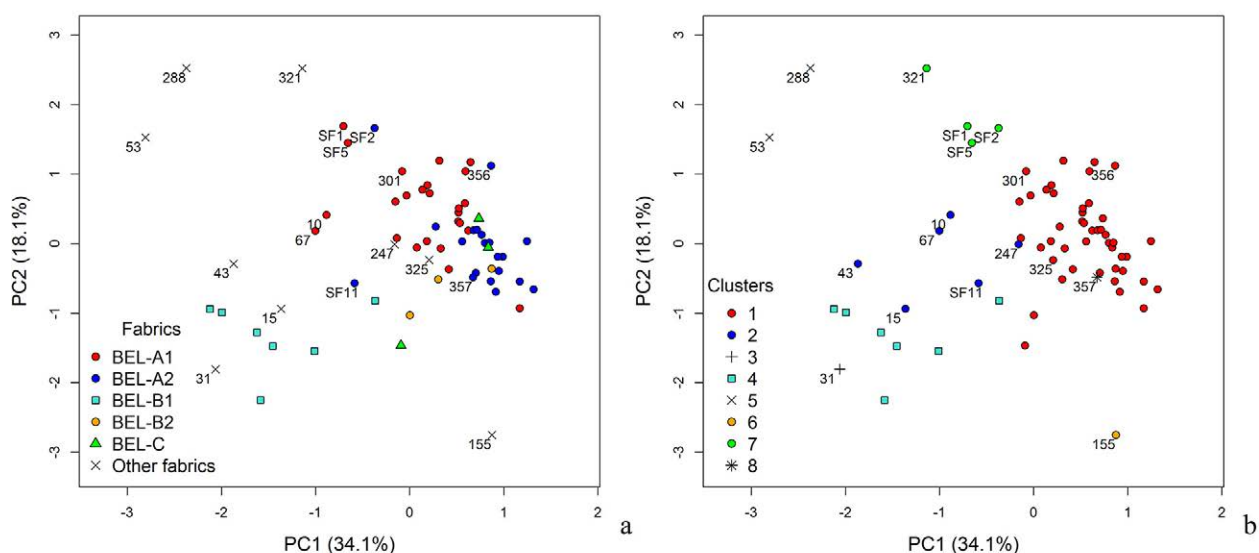 3
288
321
2
SF1
SF2
SF5
53
1
301
356
10
67
0
247
43
325
357
SF11
-1
15
Fabrics
BEL-A1
31
BEL-A2
-2
BEL-B1
BEL-B2
BEL-C
155
-3
Other fabrics
-3
-2
-1
0
1
2
a
PC1 (34.1%)
PC2 (18.1%)
3
288
321
2
SF1
SF2
SF5
53
1
301
356
10
67
0
247
43
325
357
SF11
-1
15
Clusters
1
31
2
-2
3
4
5
6
155
-3
7
8
-3
-2
-1
0
1
2
b
PC1 (34.1%)
PC2 (18.1%)